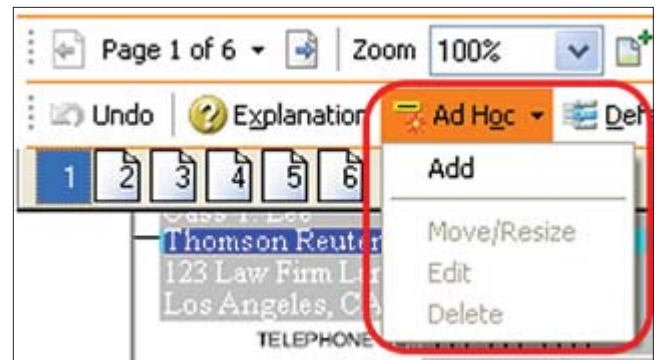 Page 1 of 6 Zoom 100%
Undo Explanation Ad Hoc
1 2 3 4 5 6 Add
Move/Resize
Thomson
123 Law Firm
Edit
Los Angeles,
Delete
TELEPHONE